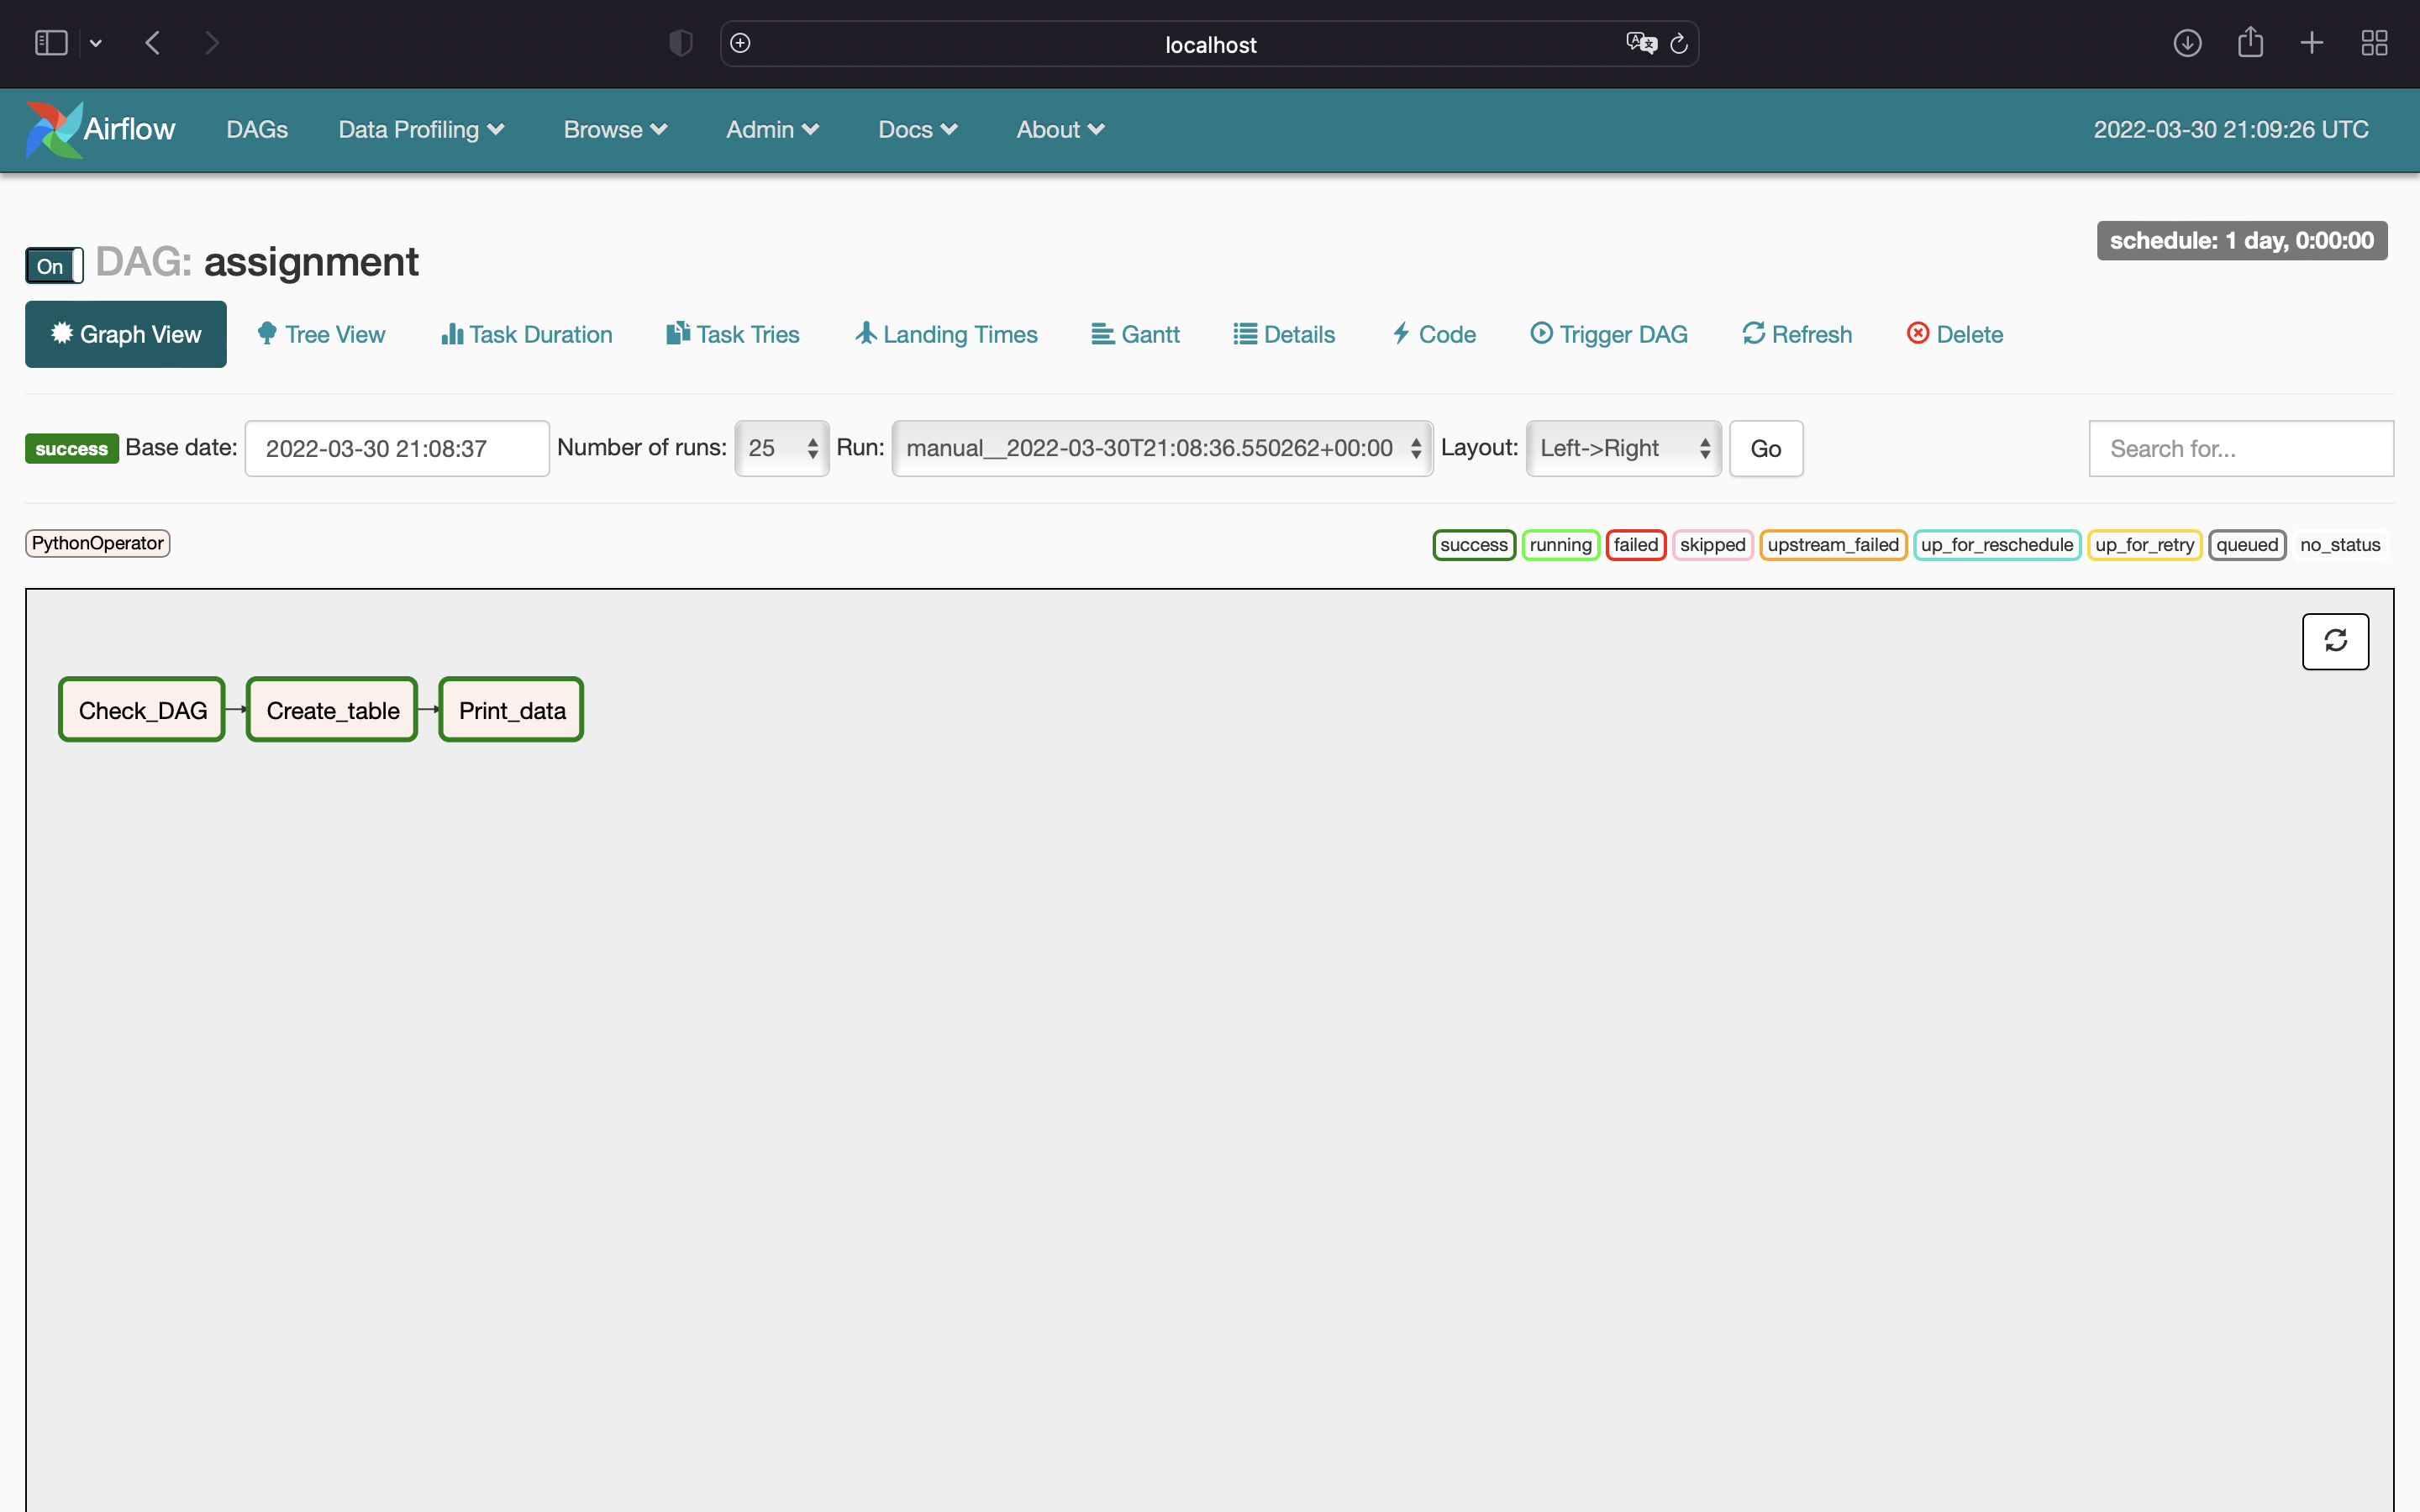 localhost
Airflow DAGs Data Profiling Browse Admin Docs About 2022-03-30 21:09:26 UTC
schedule: 1 day, 0:00:00
On DAG: assignment
Graph View Tree View Task Duration Task Tries Landing Times Gantt Details Code Trigger DAG Refresh Delete
success Base date: 2022-03-30 21:08:37 Number of runs: 25 Run: manual__2022-03-30T21:08:36.550262+00:00 Layout: Left->Right Go Search for...
PythonOperator success running failed skipped upstream_failed up_for_reschedule up_for_retry queued no_status
Check_DAG Create_table Print_data